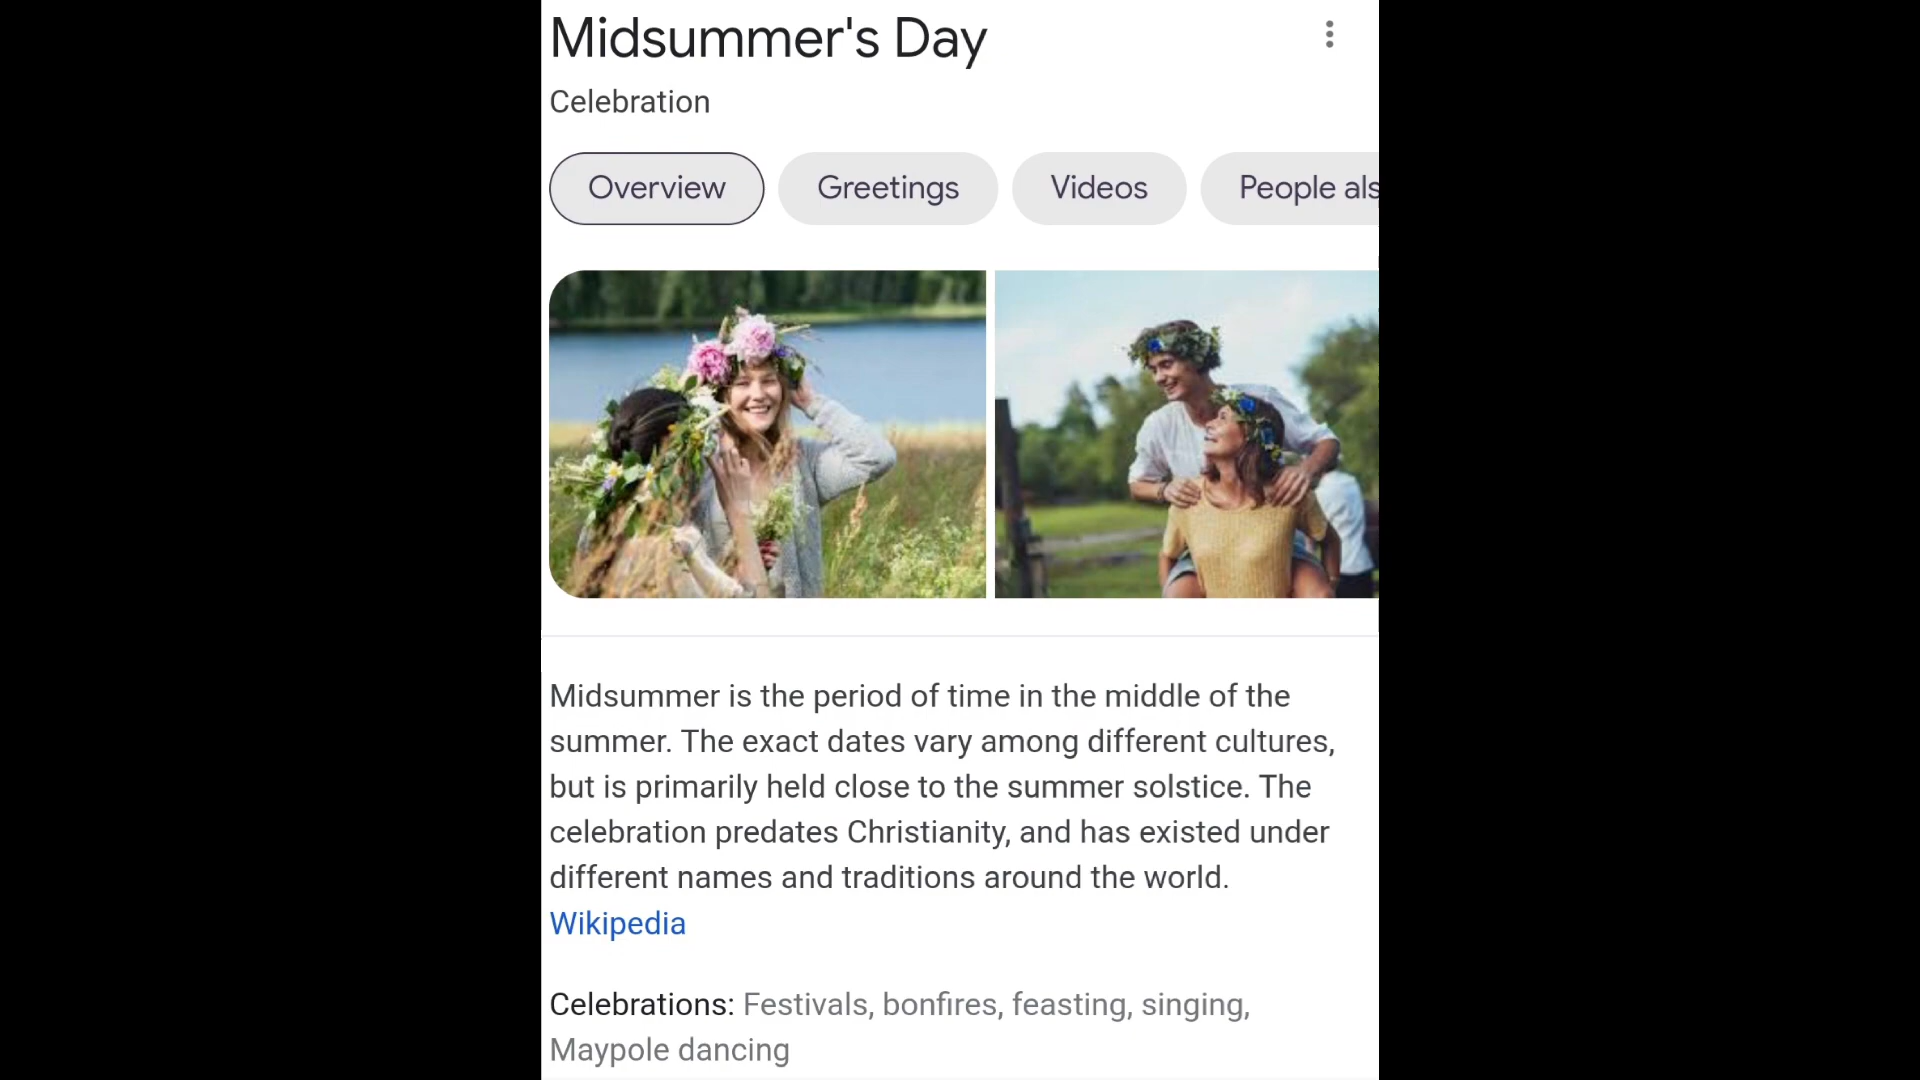 Midsummer's Day
Celebration
Overview Greetings Videos People als
Midsummer is the period of time in the middle of the
summer. The exact dates vary among different cultures,
but is primarily held close to the summer solstice. The
celebration predates Christianity, and has existed under
different names and traditions around the world.
Wikipedia
Celebrations: Festivals, bonfires, feasting, singing,
Maypole dancing